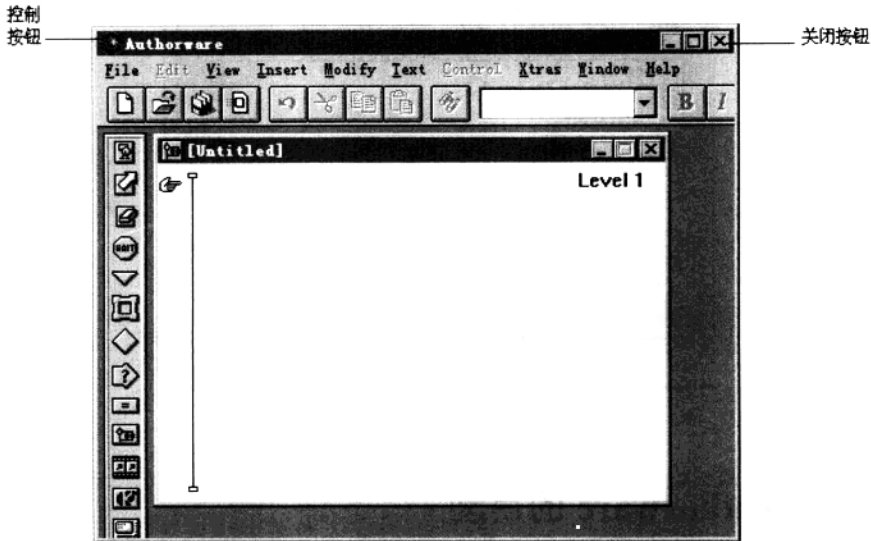 控制
按钮
Authorware
关闭按钮
File Edit View Insert Modify Text Control Xtras Window Help
B I
[Untitled]
Level 1
WAIT
?
=